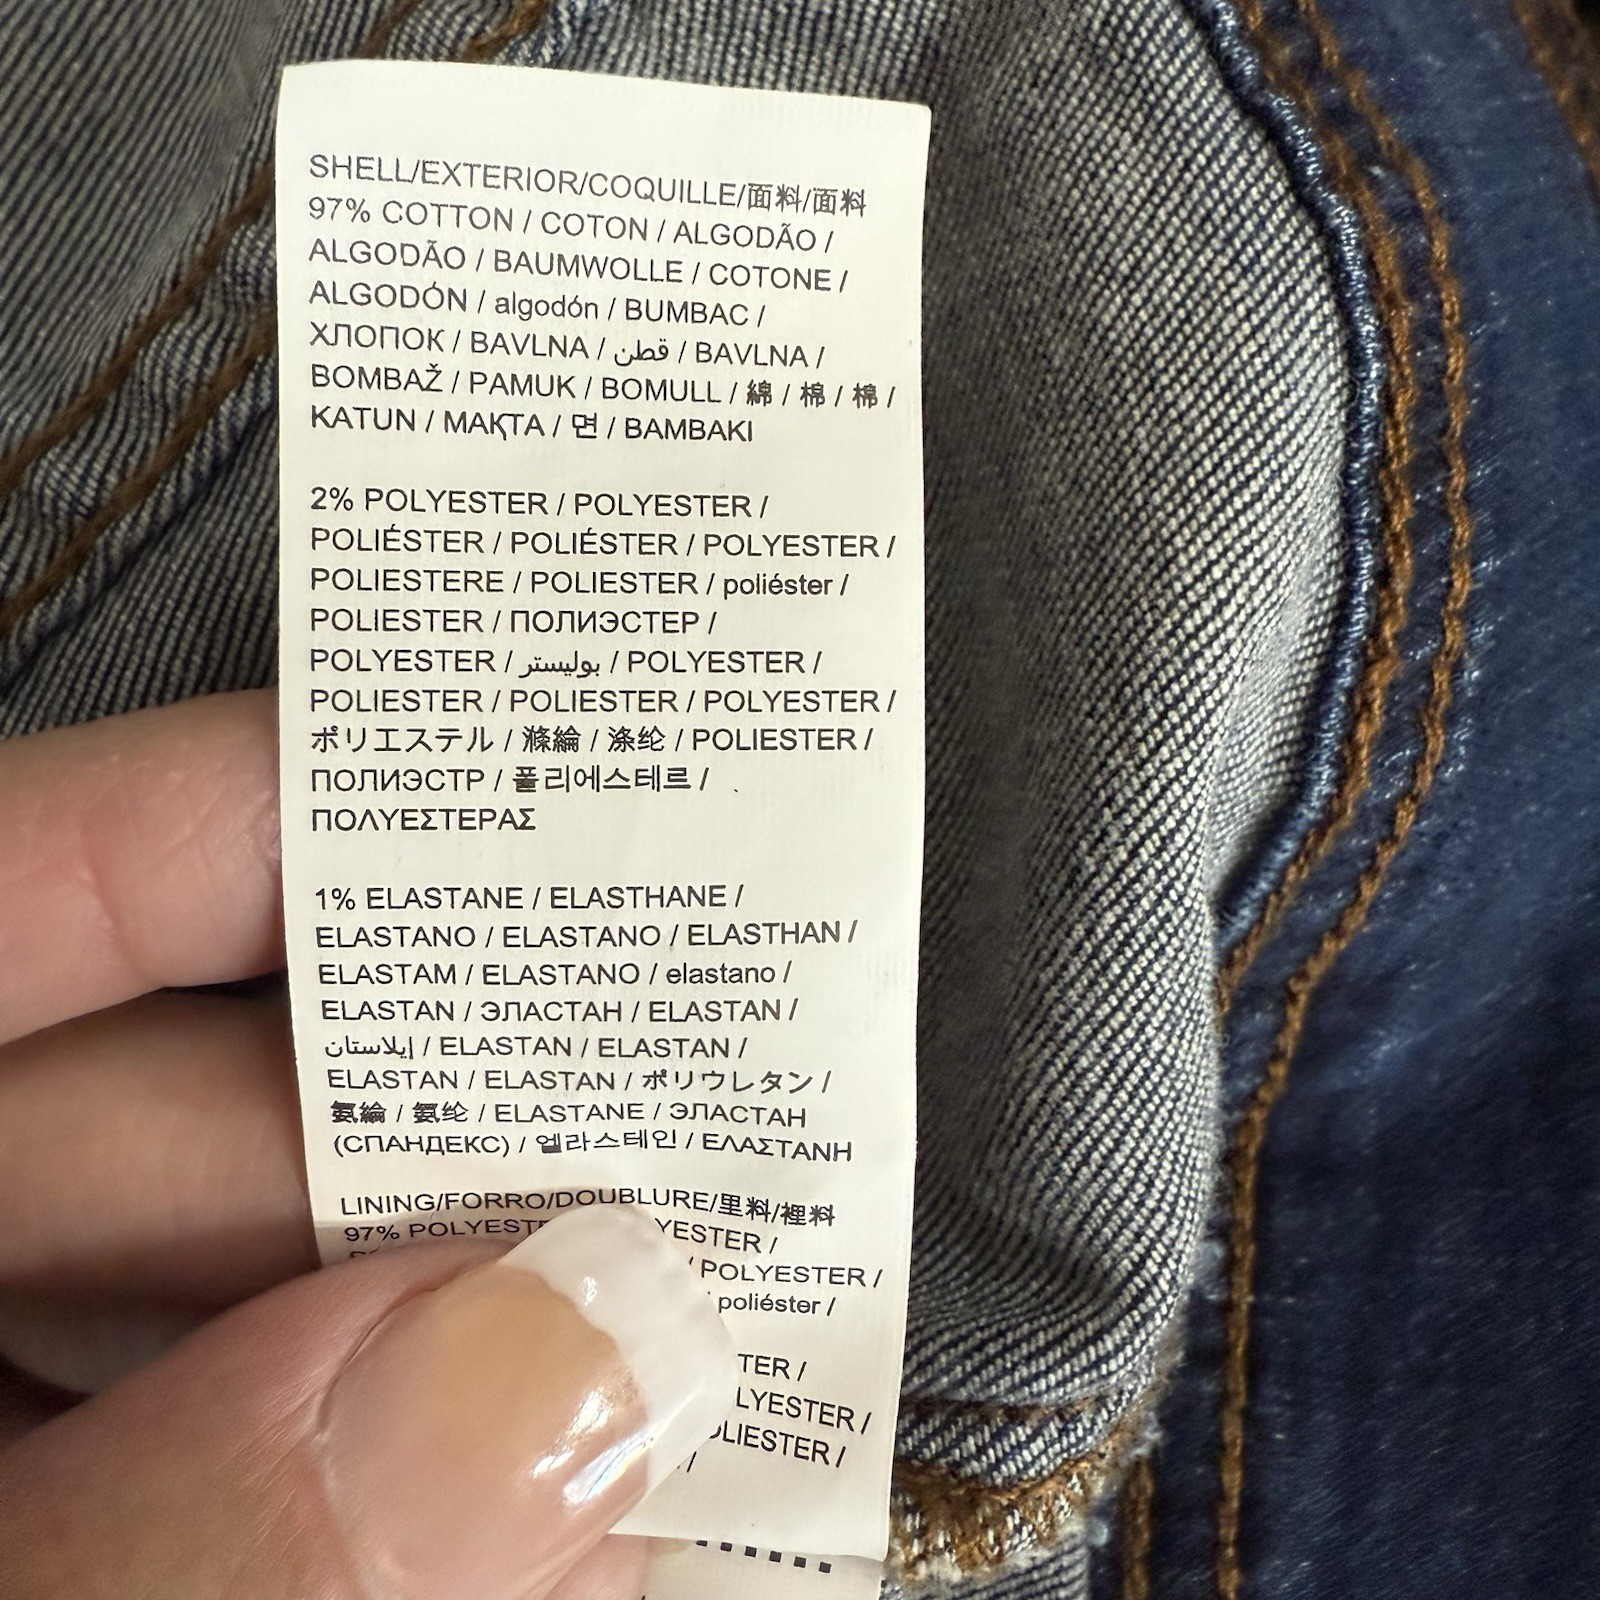 SHELL/EXTERIOR/COQUILLE/面料/面料
97% COTTON / COTON / ALGODÃO /
ALGODÃO / BAUMWOLLE / COTONE /
ALGODÓN / algodón / BUMBAC /
ХЛОПОК / BAVLNA / قطن / BAVLNA /
BOMBAŽ / PAMUK / BOMULL / 綿 / 棉 / 棉 /
KATUN / МАҚТА / 면 / BAMBAKI
2% POLYESTER / POLYESTER /
POLIÉSTER / POLIÉSTER / POLYESTER /
POLIESTERE / POLIESTER / poliéster /
POLIESTER / ПОЛИЭСТЕР /
POLYESTER / بوليستر / POLYESTER /
POLIESTER / POLIESTER / POLYESTER /
ポリエステル / 滌綸 / 涤纶 / POLIESTER /
ПОЛИЭСТР / 폴리에스테르 /
ΠΟΛΥΕΣΤΕΡΑΣ
1% ELASTANE / ELASTHANE /
ELASTANO / ELASTANO / ELASTHAN /
ELASTAM / ELASTANO / elastano /
ELASTAN / ЭЛАСТАН / ELASTAN /
إيلاستان / ELASTAN / ELASTAN /
ELASTAN / ELASTAN / ポリウレタン /
氨綸 / 氨纶 / ELASTANE / ЭЛАСТАН
(СПАНДЕКС) / 엘라스테인 / ΕΛΑΣΤΑΝΗ
LINING/FORRO/DOUBLURE/里料/裡料
97% POLYEST YESTER /
/ POLYESTER /
poliéster /
TER /
LYESTER /
LIESTER /
/